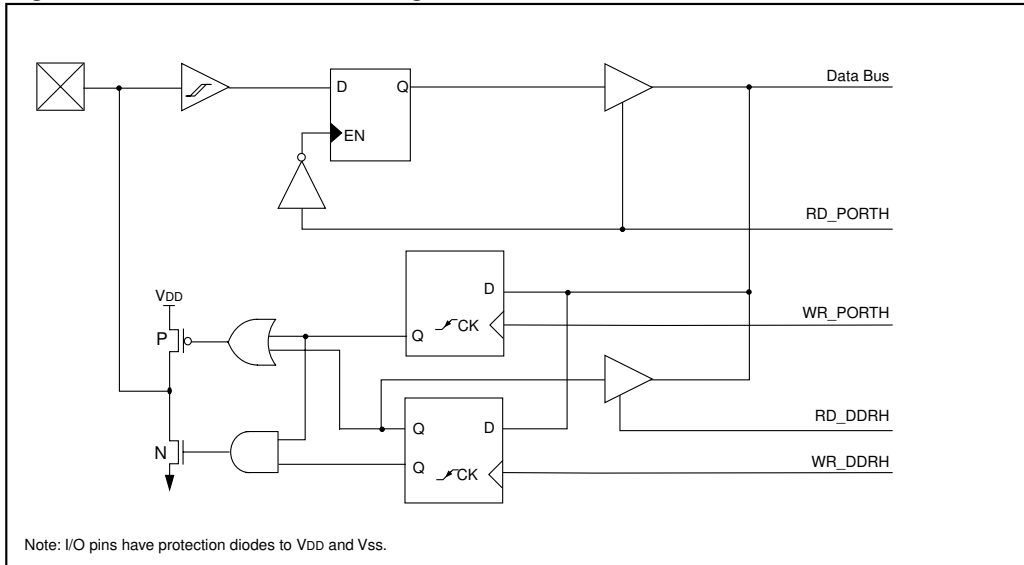 Data Bus
D Q
EN
RD_PORTH
D
VDD
WR_PORTH
P
Q CK
RD_DDRH
Q D
N
Q CK
WR_DDRH
Note: I/O pins have protection diodes to VDD and Vss.